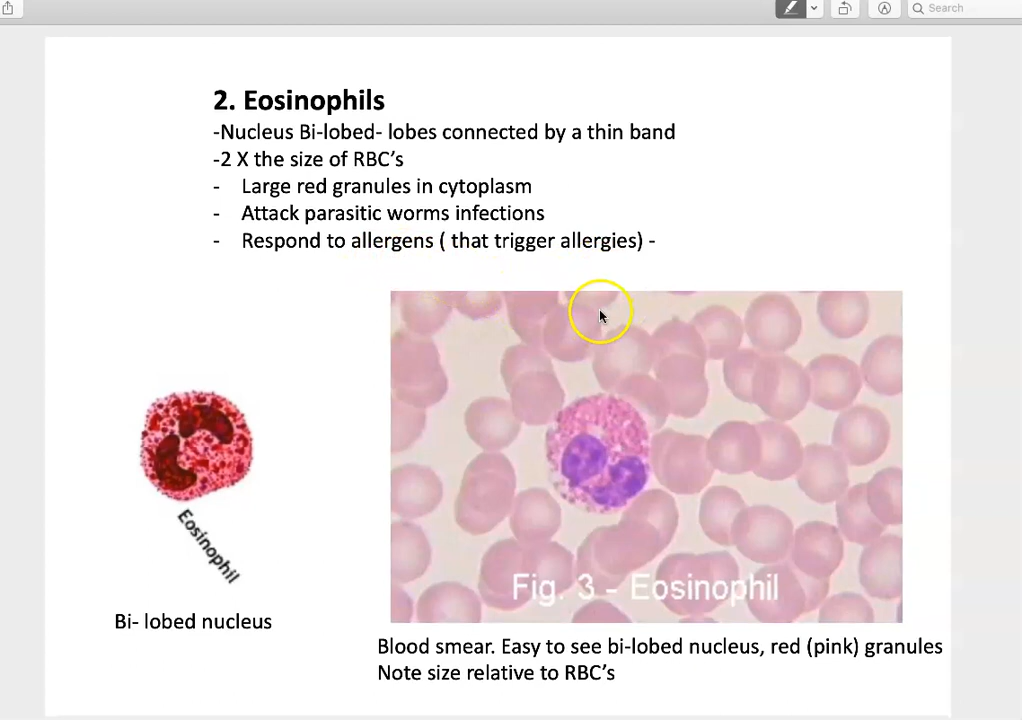 Search
2. Eosinophils
-Nucleus Bi-lobed- lobes connected by a thin band
-2 X the size of RBC’s
- Large red granules in cytoplasm
- Attack parasitic worms infections
- Respond to allergens ( that trigger allergies) -
Eosinophil
Bi- lobed nucleus
Fig. 3 - Eosinophil
Blood smear. Easy to see bi-lobed nucleus, red (pink) granules
Note size relative to RBC’s